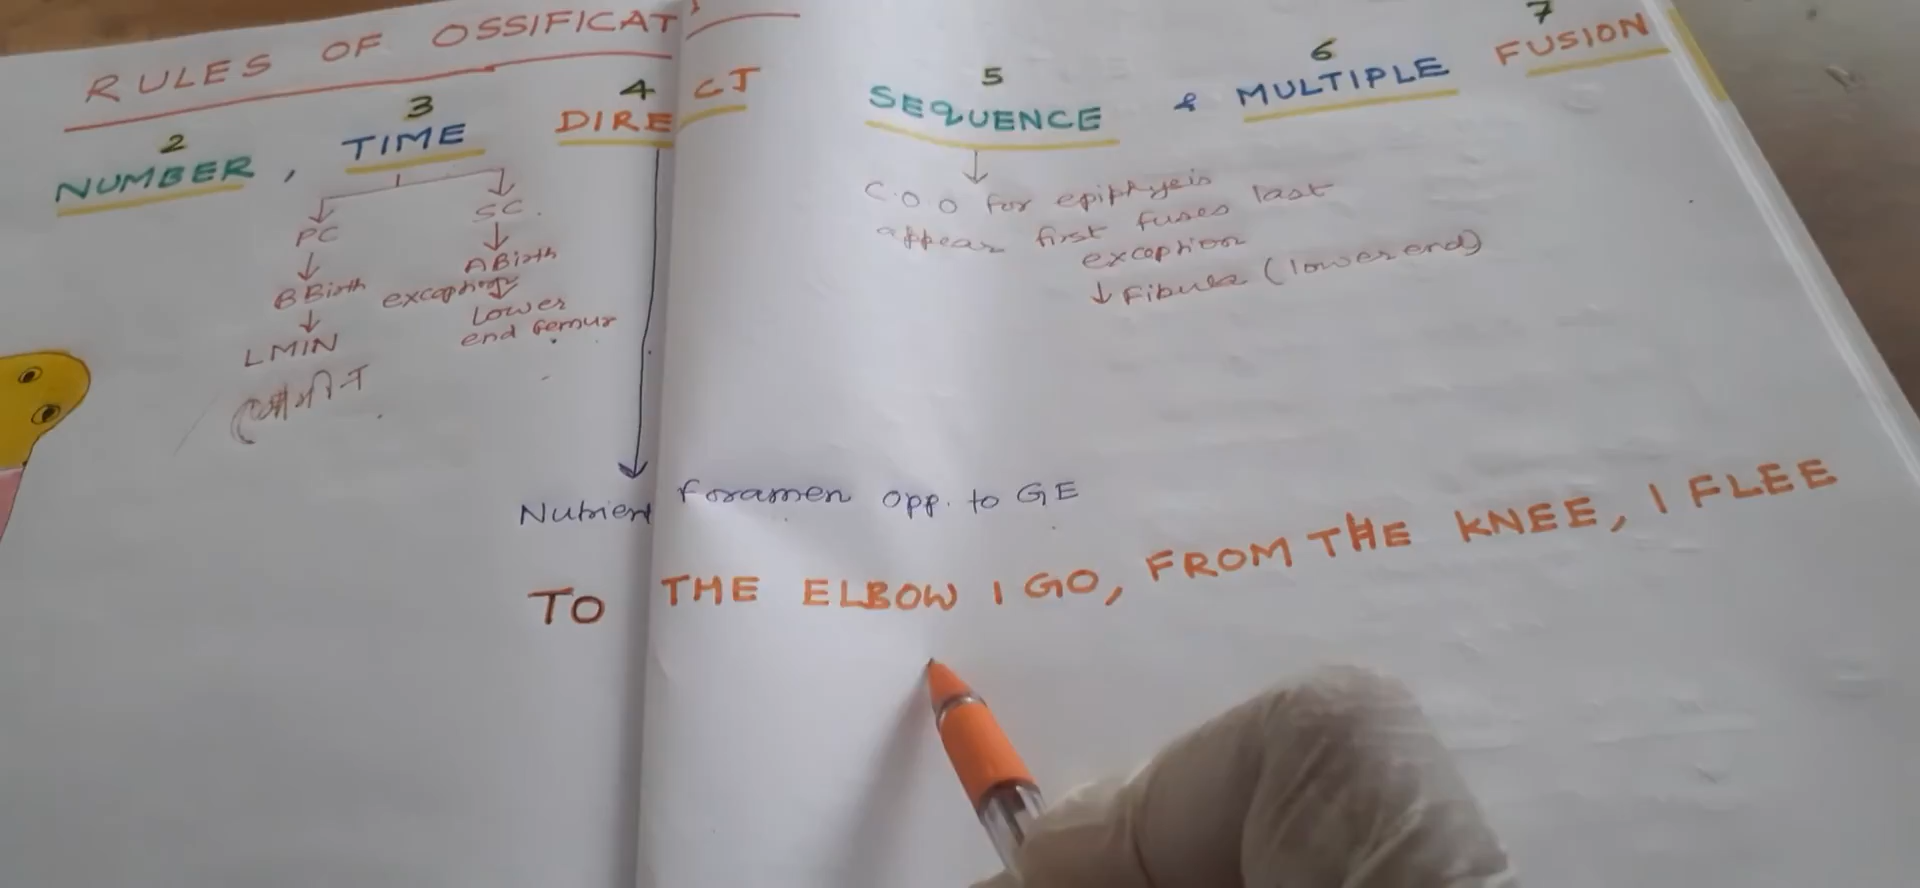 RULES OF OSSIFICAT
2 3 4 5 6 7
NUMBER, TIME DIRECT SEQUENCE & MULTIPLE FUSION
PC
B Birth
LMIN
SC.
A Birth
exception
Lower
end femur
C.O.O for epiphysis
appear first fuses last
exception
Fibula (lower end)
Nutrient foramen opp. to GE
TO THE ELBOW I GO, FROM THE KNEE, I FLEE